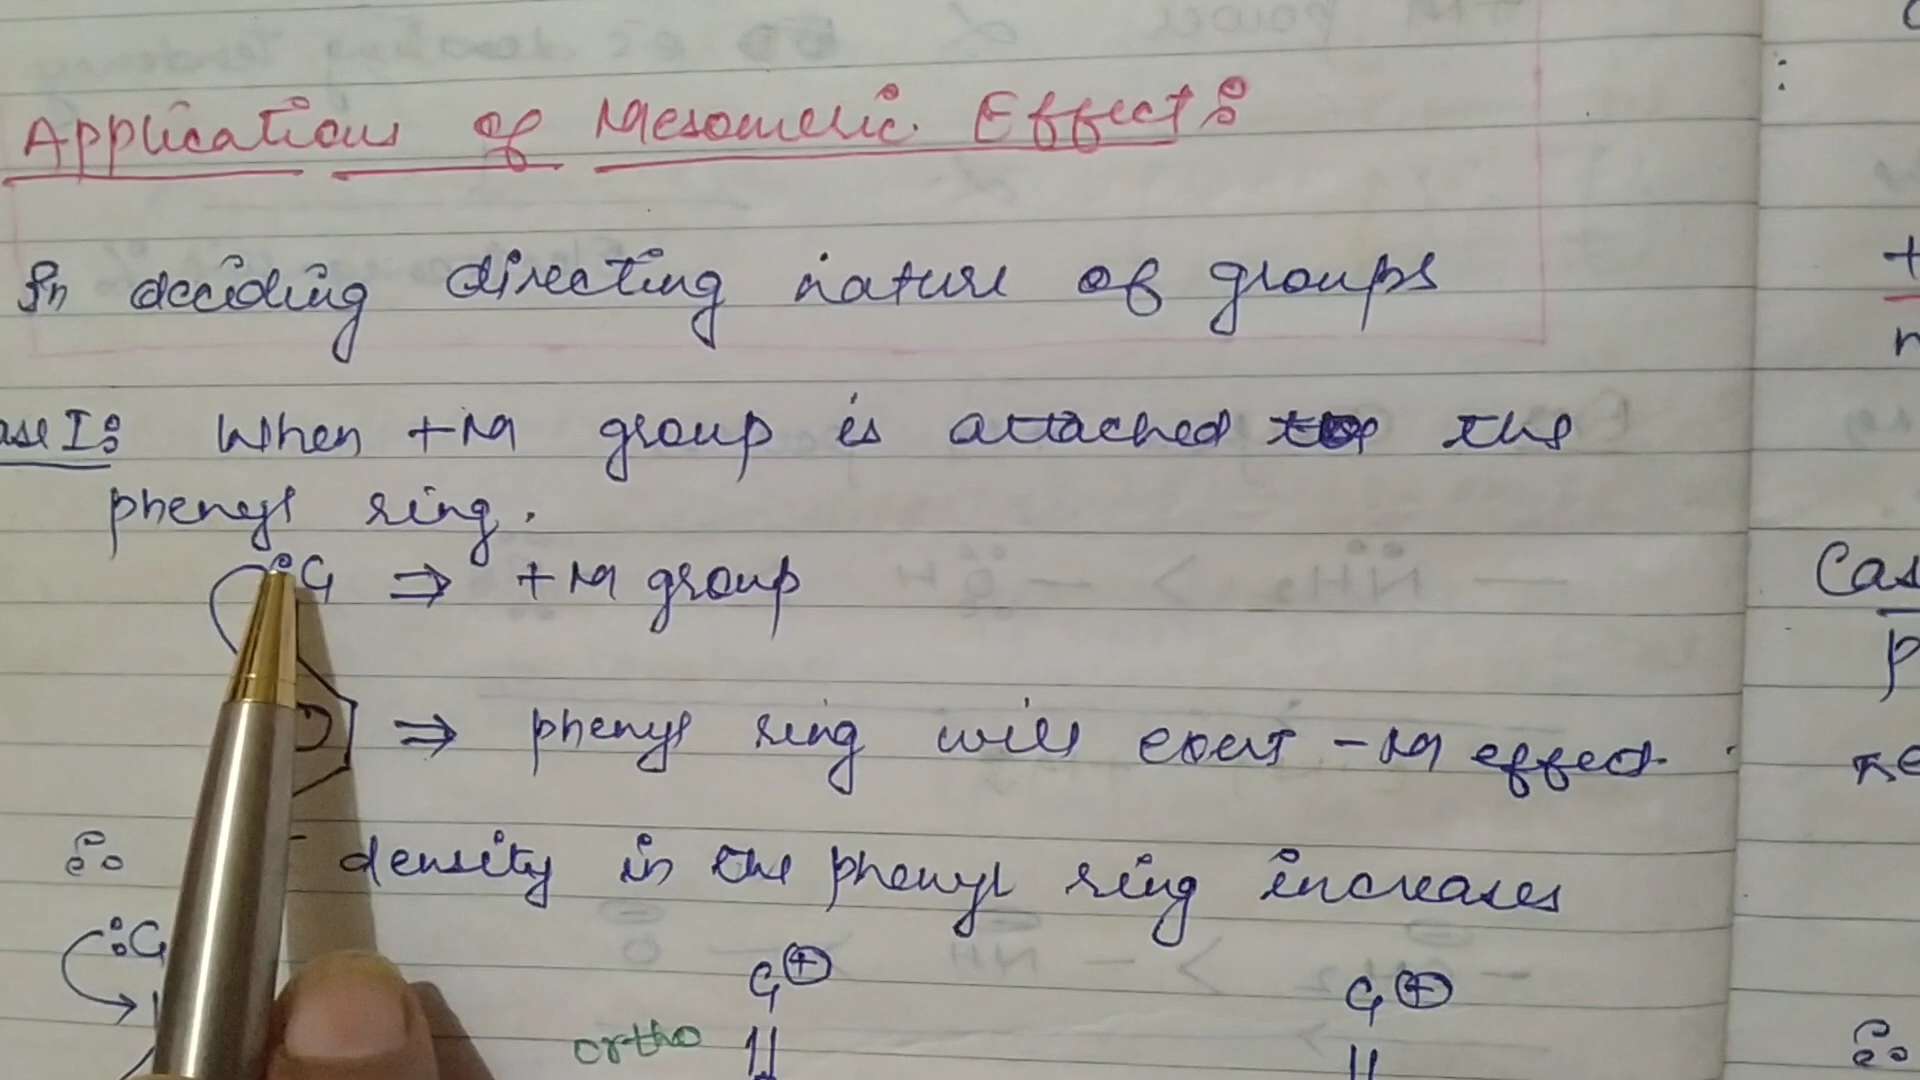 Applications of Mesomeric Effect:
In deciding directing nature of groups
ase I: When +M group is attached to the
phenyl ring.
:G ⇒ +M group
⇒ phenyl ring will exert -M effect.
∴ density in the phenyl ring increases
:G
G⊕
G⊕
ortho
+
Cas
p
∴